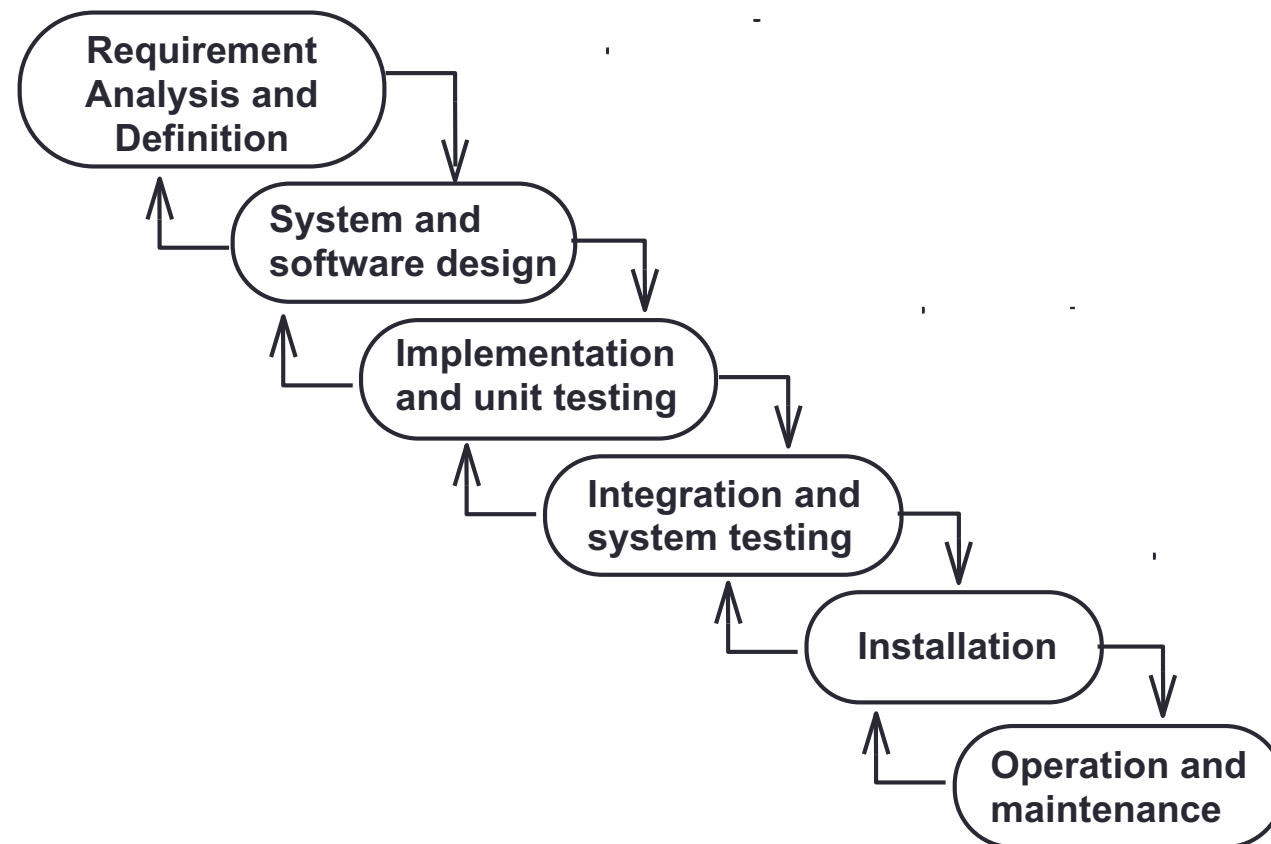 Requirement
Analysis and
Definition
System and
software design
Implementation
and unit testing
Integration and
system testing
Installation
Operation and
maintenance